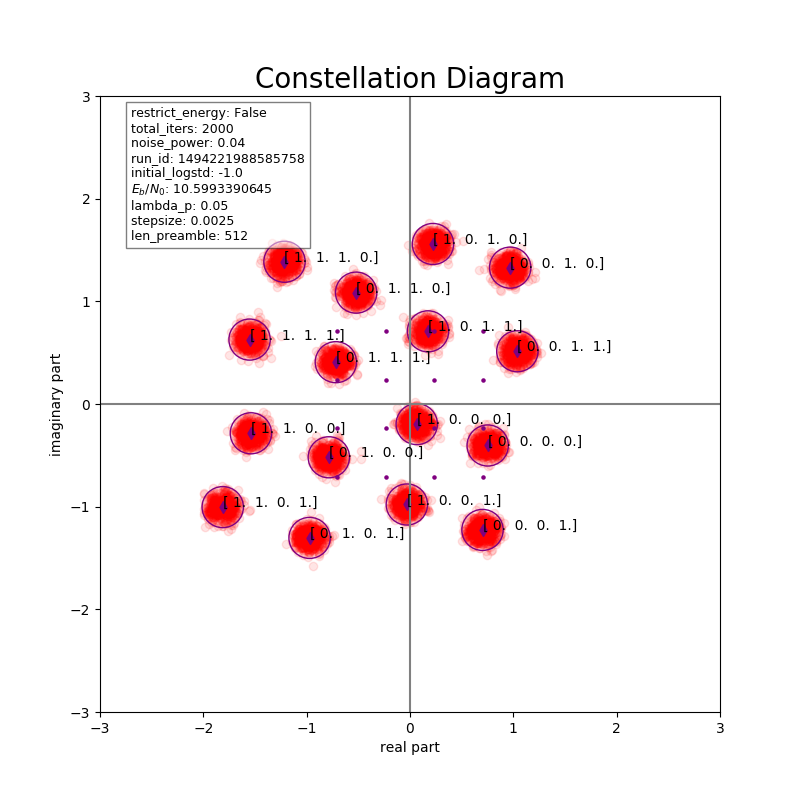 Constellation Diagram
3
restrict_energy: False
total_iters: 2000
noise_power: 0.04
run_id: 1494221988585758
initial_logstd: -1.0
E_b/N_0: 10.5993390645
lambda_p: 0.05
stepsize: 0.0025
len_preamble: 512
2
[ 1. 0. 1. 0.]
[ 1. 1. 1. 0.]
[ 0. 0. 1. 0.]
[ 0. 1. 1. 0.]
1
[ 1. 0. 1. 1.]
[ 1. 1. 1. 1.]
[ 0. 0. 1. 1.]
[ 0. 1. 1. 1.]
0
imaginary part
[ 1. 0. 0. 0.]
[ 1. 1. 0. 0.]
[ 0. 0. 0. 0.]
[ 0. 1. 0. 0.]
−1
[ 1. 1. 0. 1.]
[ 1. 0. 0. 1.]
[ 0. 0. 0. 1.]
[ 0. 1. 0. 1.]
−2
−3
−3 −2 −1 0 1 2 3
real part